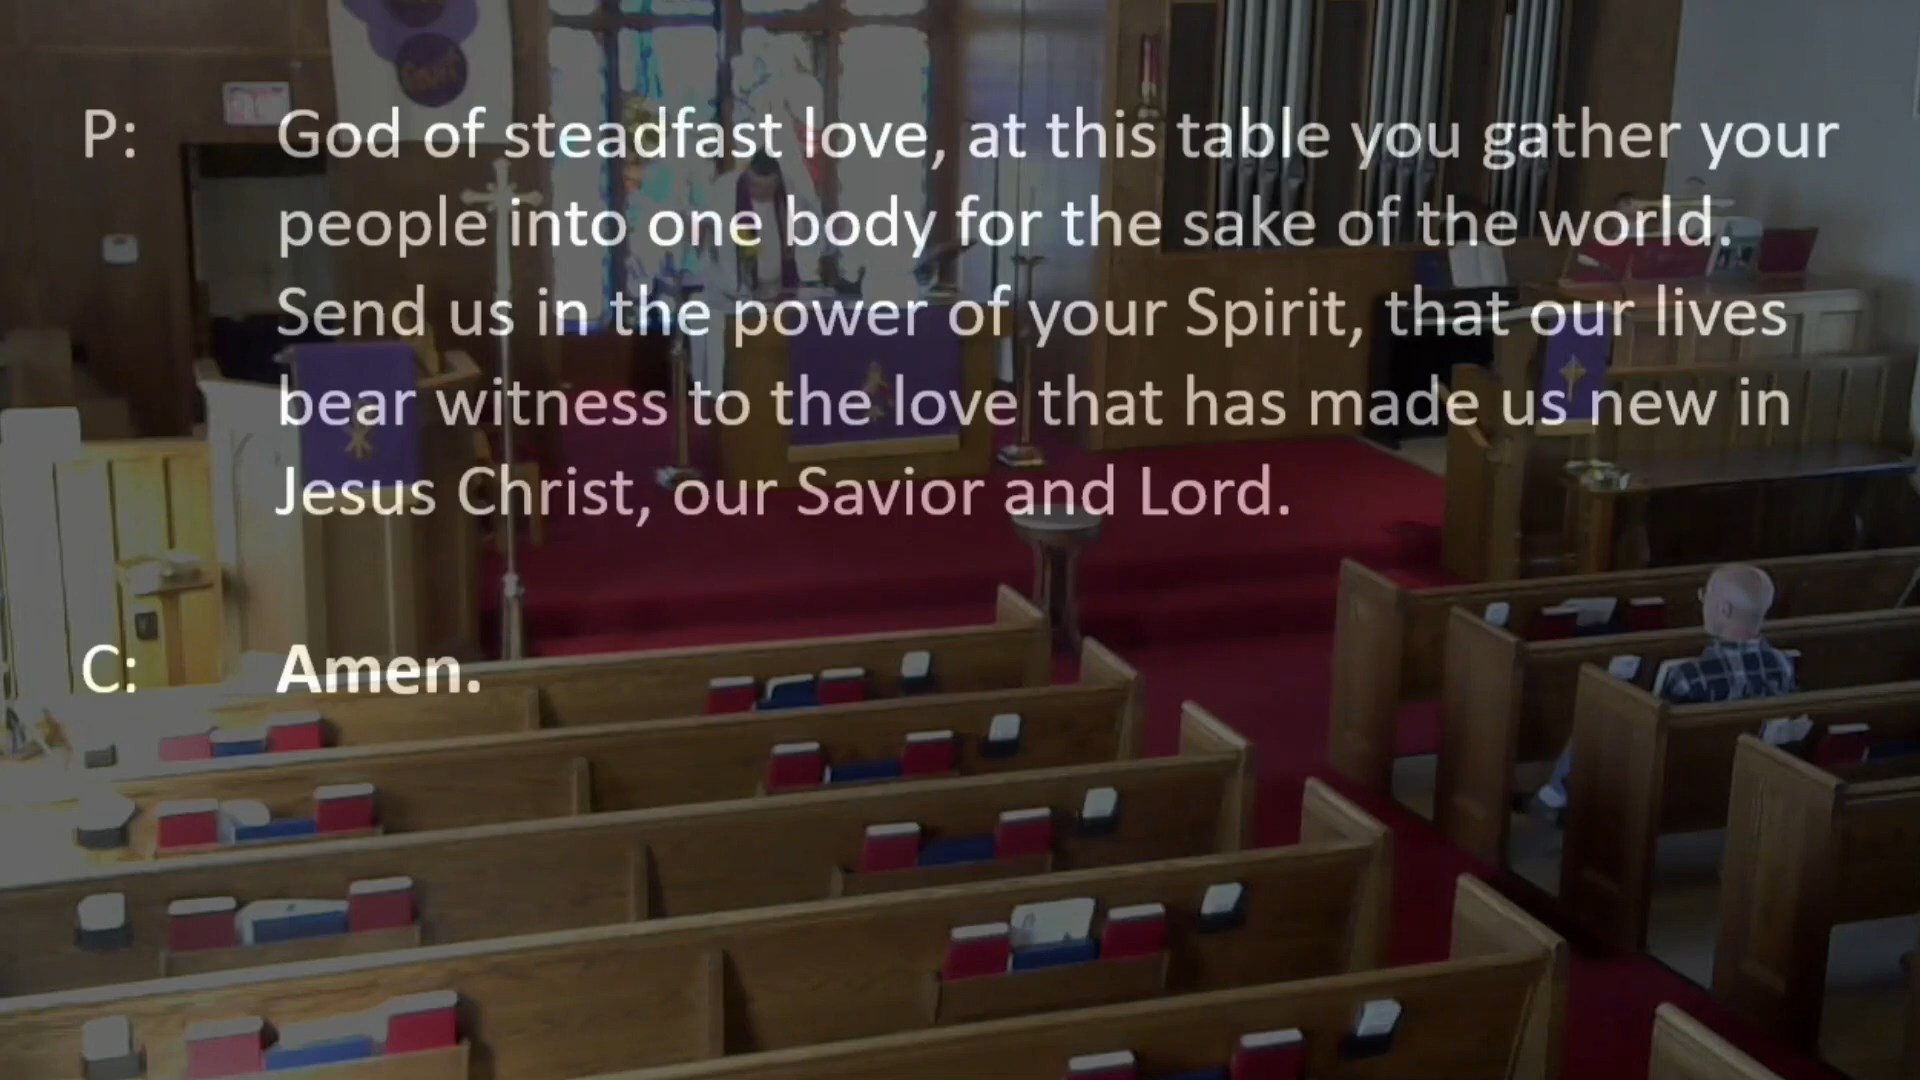 P: God of steadfast love, at this table you gather your
people into one body for the sake of the world.
Send us in the power of your Spirit, that our lives
bear witness to the love that has made us new in
Jesus Christ, our Savior and Lord.
C: Amen.